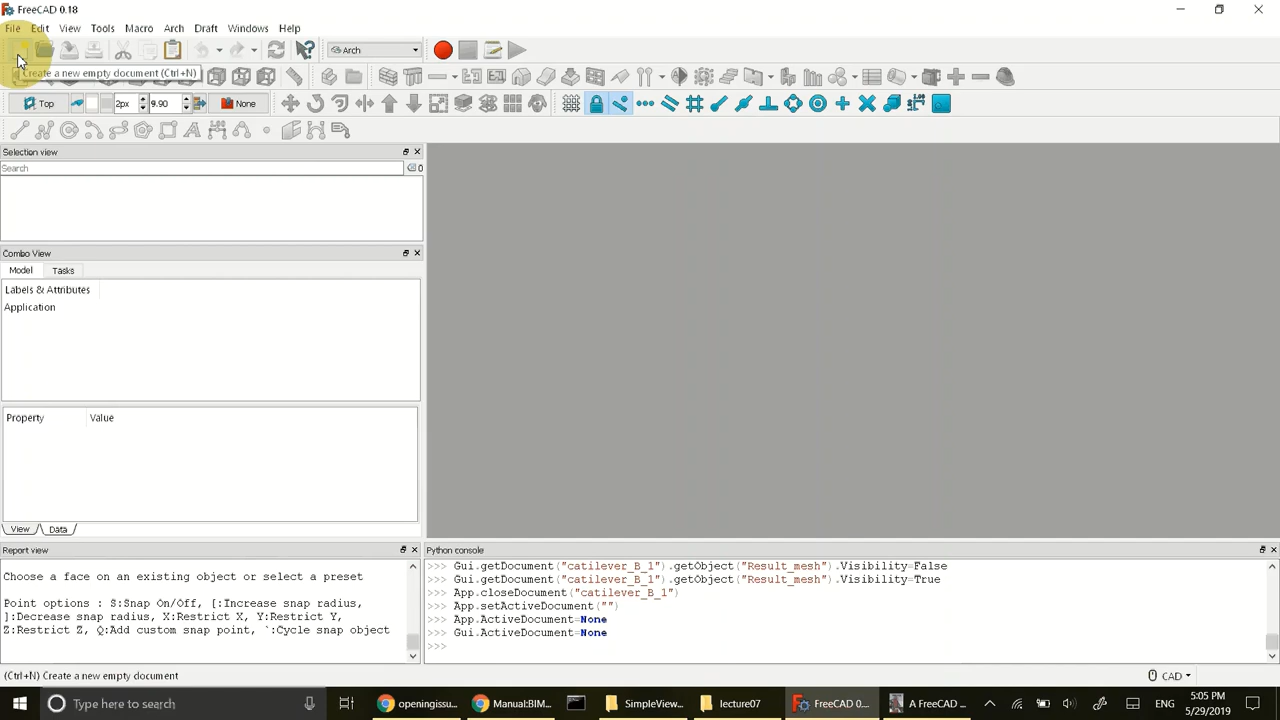 FreeCAD 0.18
File Edit View Tools Macro Arch Draft Windows Help
Arch
Create a new empty document (Ctrl+N)
Top 2px 9.90 None
Selection view
Search
0
Combo View
Model Tasks
Labels & Attributes
Application
Property Value
View Data
Report view
Choose a face on an existing object or select a preset
Point options : S:Snap On/Off, [:Increase snap radius,
]:Decrease snap radius, X:Restrict X, Y:Restrict Y,
Z:Restrict Z, Q:Add custom snap point, `:Cycle snap object
Python console
>>> Gui.getDocument("catilever_B_1").getObject("Result_mesh").Visibility=False
>>> Gui.getDocument("catilever_B_1").getObject("Result_mesh").Visibility=True
>>> App.closeDocument("catilever_B_1")
>>> App.setActiveDocument("")
>>> App.ActiveDocument=None
>>> Gui.ActiveDocument=None
>>>
(Ctrl+N) Create a new empty document
CAD
Type here to search
openingissu...
Manual:BIM...
SimpleView...
lecture07
FreeCAD 0...
A FreeCAD ...
ENG
5:05 PM
5/29/2019